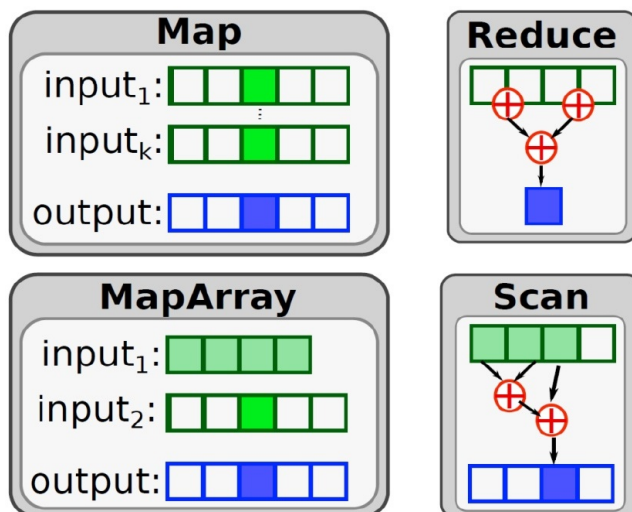 Map
input₁:
inputₖ:
output:
Reduce
MapArray
input₁:
input₂:
output:
Scan